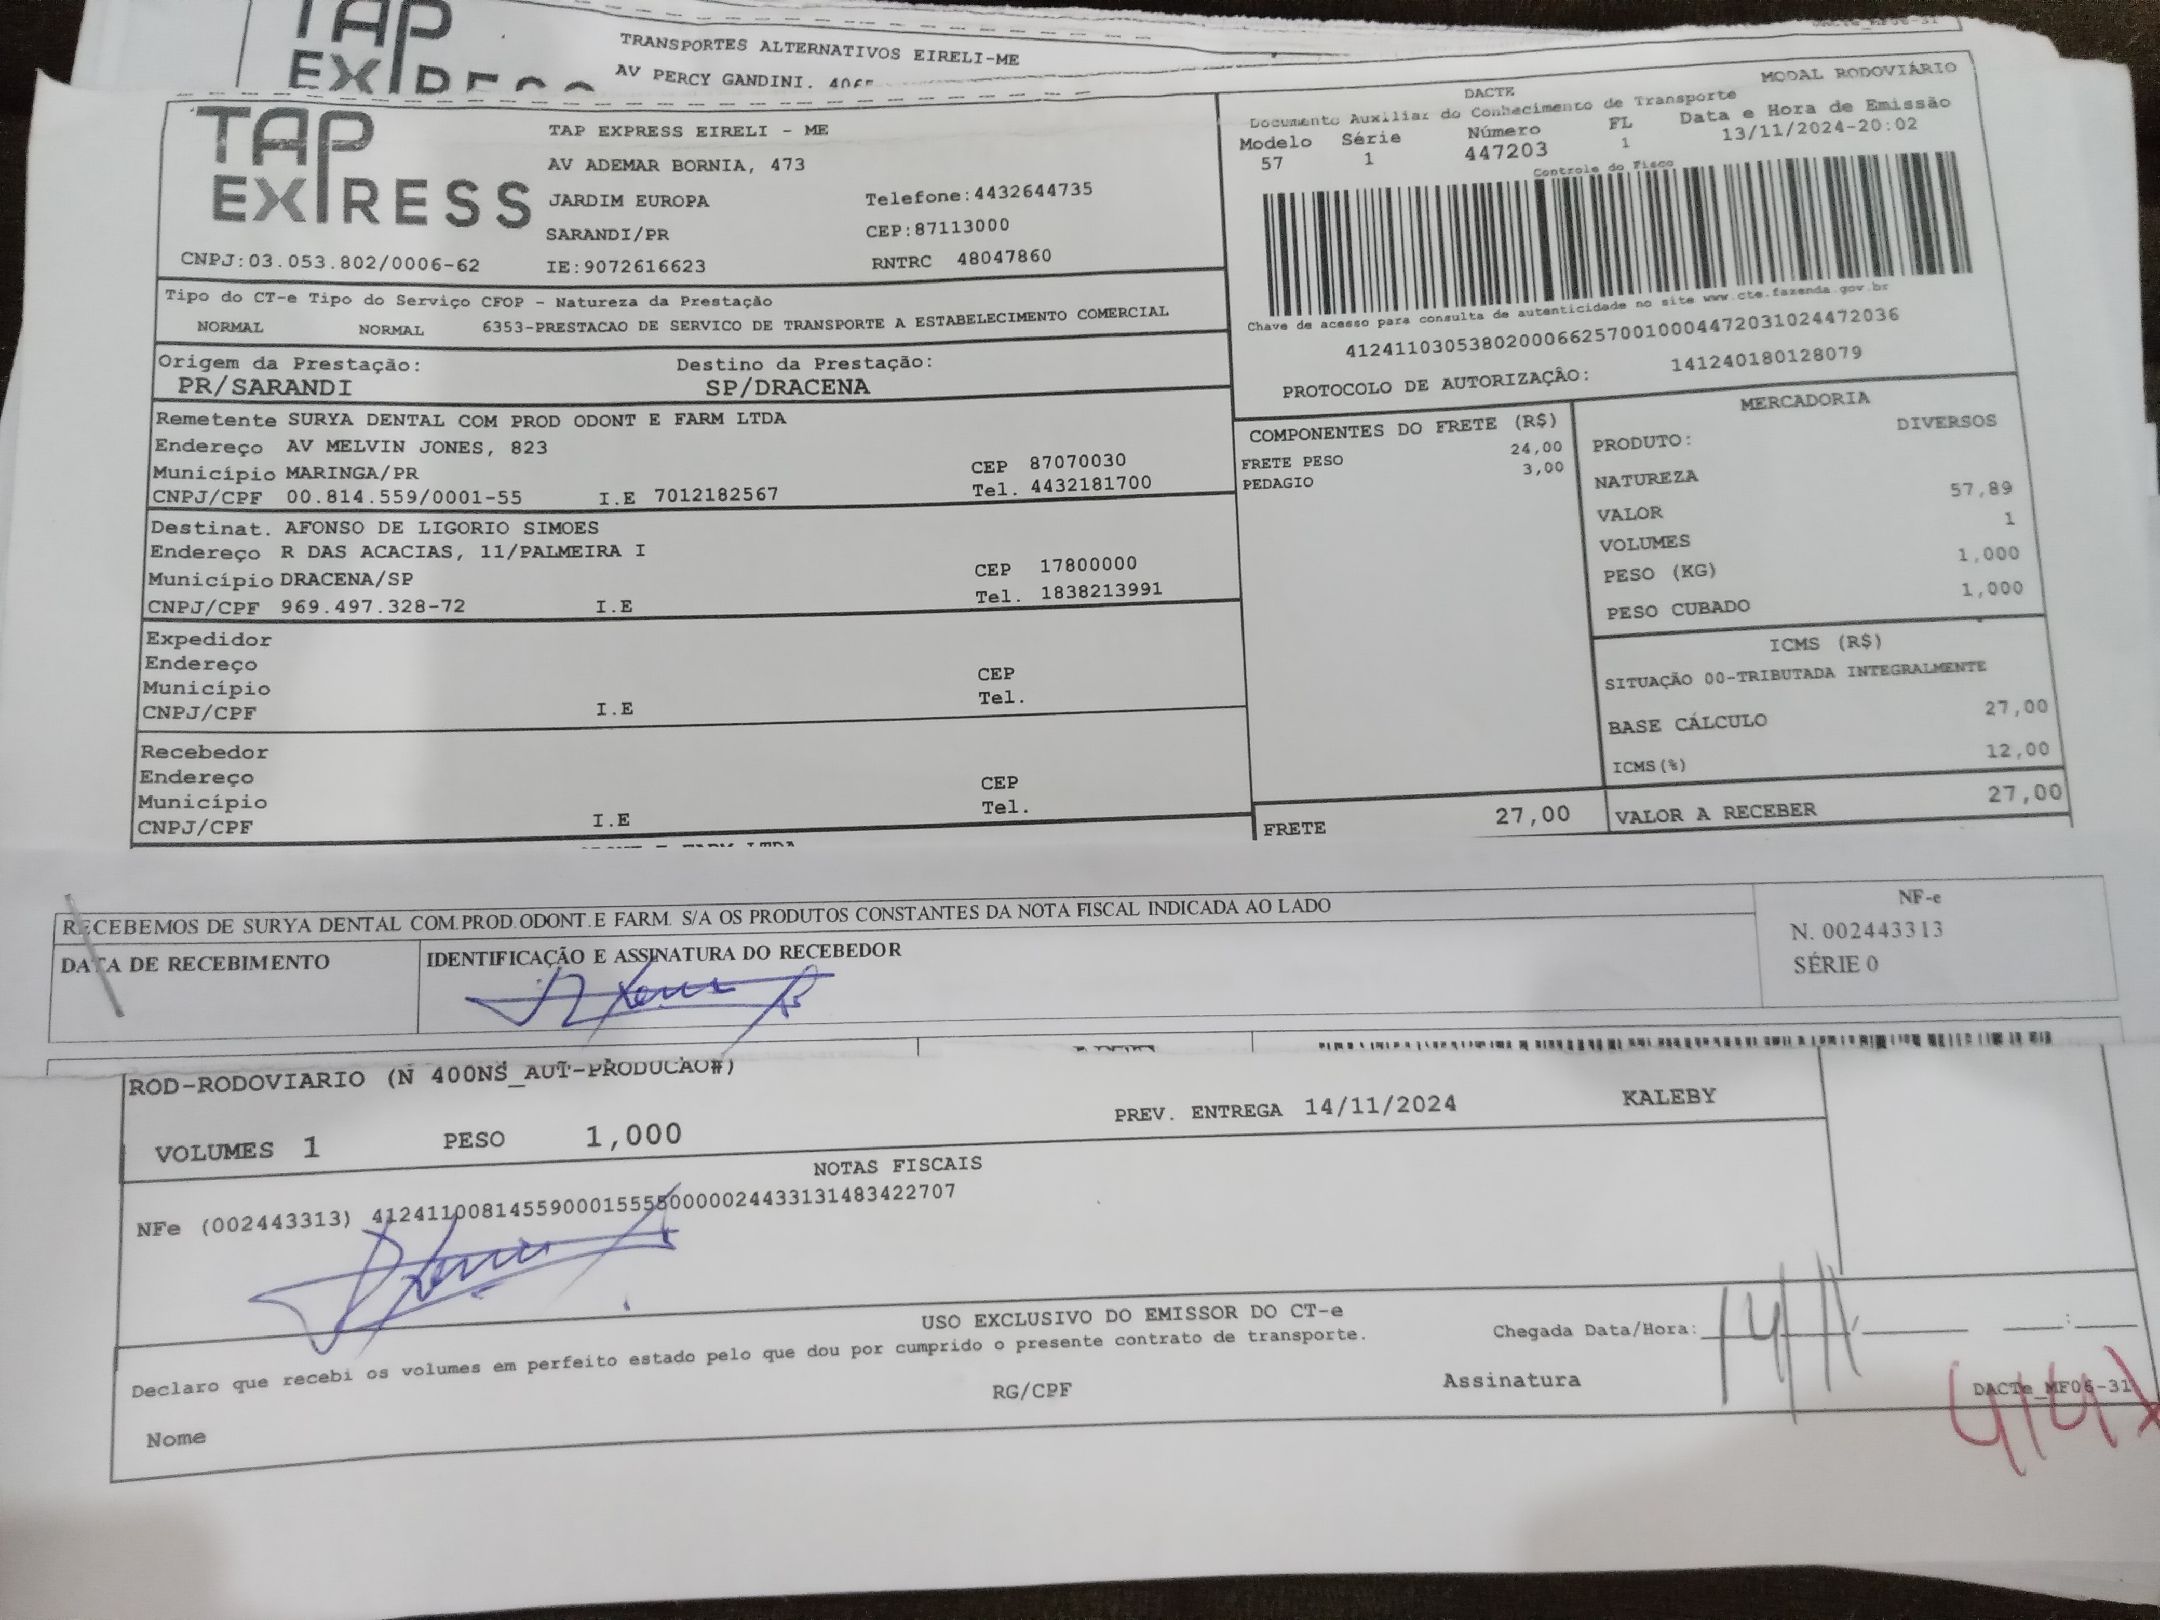 TAP
EXPRESS
TRANSPORTES ALTERNATIVOS EIRELI-ME
AV PERCY GANDINI.
DACTe_MF06-31
TAP
EXPRESS
CNPJ:03.053.802/0006-62
TAP EXPRESS EIRELI - ME
AV ADEMAR BORNIA, 473
JARDIM EUROPA
SARANDI/PR
IE:9072616623
Telefone:4432644735
CEP:87113000
RNTRC 48047860
DACTE
MODAL RODOVIÁRIO
Documento Auxiliar do Conhecimento de Transporte
Modelo Série Número FL Data e Hora de Emissão
57 1 447203 1 13/11/2024-20:02
Controle do Fisco
Chave de acesso para consulta de autenticidade no site www.cte.fazenda.gov.br
41241103053802000662570010004472031024472036
PROTOCOLO DE AUTORIZAÇÂO: 141240180128079
Tipo do CT-e Tipo do Serviço CFOP - Natureza da Prestação
NORMAL NORMAL 6353-PRESTACAO DE SERVICO DE TRANSPORTE A ESTABELECIMENTO COMERCIAL
Origem da Prestação: Destino da Prestação:
PR/SARANDI SP/DRACENA
Remetente SURYA DENTAL COM PROD ODONT E FARM LTDA
Endereço AV MELVIN JONES, 823
Município MARINGA/PR CEP 87070030
CNPJ/CPF 00.814.559/0001-55 I.E 7012182567 Tel. 4432181700
Destinat. AFONSO DE LIGORIO SIMOES
Endereço R DAS ACACIAS, 11/PALMEIRA I
Município DRACENA/SP CEP 17800000
CNPJ/CPF 969.497.328-72 I.E Tel. 1838213991
Expedidor
Endereço
Município CEP
CNPJ/CPF I.E Tel.
Recebedor
Endereço
Município CEP
CNPJ/CPF I.E Tel.
COMPONENTES DO FRETE (R$)
FRETE PESO 24,00
PEDAGIO 3,00
FRETE 27,00
MERCADORIA
PRODUTO: DIVERSOS
NATUREZA
VALOR 57,89
VOLUMES 1
PESO (KG) 1,000
PESO CUBADO 1,000
ICMS (R$)
SITUAÇÃO 00-TRIBUTADA INTEGRALMENTE
BASE CÁLCULO 27,00
ICMS(%) 12,00
VALOR A RECEBER 27,00
RECEBEMOS DE SURYA DENTAL COM.PROD.ODONT.E FARM. S/A OS PRODUTOS CONSTANTES DA NOTA FISCAL INDICADA AO LADO
DATA DE RECEBIMENTO
IDENTIFICAÇÃO E ASSINATURA DO RECEBEDOR
NF-e
N. 002443313
SÉRIE 0
ROD-RODOVIARIO (N 400NS_AUT-PRODUCAO#)
VOLUMES 1 PESO 1,000 PREV. ENTREGA 14/11/2024 KALEBY
NOTAS FISCAIS
NFe (002443313) 41241100814559000155550000024433131483422707
USO EXCLUSIVO DO EMISSOR DO CT-e
Declaro que recebi os volumes em perfeito estado pelo que dou por cumprido o presente contrato de transporte.
Chegada Data/Hora: 14/11/ :
Nome RG/CPF Assinatura
DACTe_MF06-31